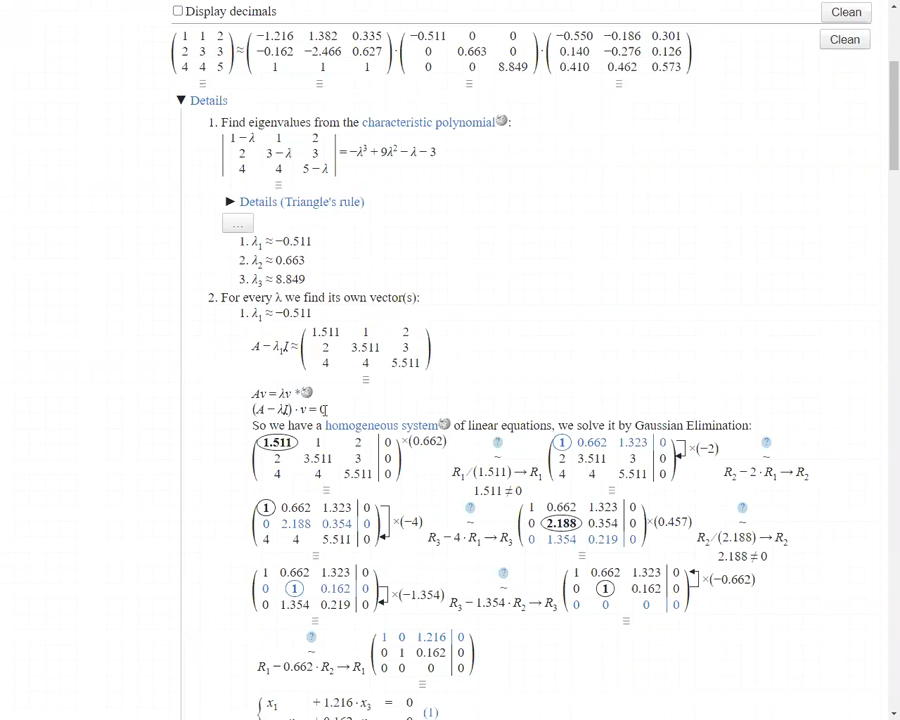 Display decimals
Clean
Clean
1 1 2
2 3 3
4 4 5
≈
−1.216 1.382 0.335
−0.162 −2.466 0.627
1 1 1
·
−0.511 0 0
0 0.663 0
0 0 8.849
·
−0.550 −0.186 0.301
0.140 −0.276 0.126
0.410 0.462 0.573
▼ Details
1. Find eigenvalues from the characteristic polynomial:
1−λ 1 2
2 3−λ 3
4 4 5−λ
=−λ³+9λ²−λ−3
► Details (Triangle's rule)
...
1. λ₁≈−0.511
2. λ₂≈0.663
3. λ₃≈8.849
2. For every λ we find its own vector(s):
1. λ₁≈−0.511
A−λ₁I≈
1.511 1 2
2 3.511 3
4 4 5.511
Av=λv *
(A−λI)·v=0
So we have a homogeneous system of linear equations, we solve it by Gaussian Elimination:
1.511 1 2 | 0
2 3.511 3 | 0
4 4 5.511 | 0
×(0.662)
?
~
R₁/(1.511)→R₁
1.511≠0
1 0.662 1.323 | 0
2 3.511 3 | 0
4 4 5.511 | 0
×(−2)
?
~
R₂−2·R₁→R₂
1 0.662 1.323 | 0
0 2.188 0.354 | 0
4 4 5.511 | 0
×(−4)
?
~
R₃−4·R₁→R₃
1 0.662 1.323 | 0
0 2.188 0.354 | 0
0 1.354 0.219 | 0
×(0.457)
?
~
R₂/(2.188)→R₂
2.188≠0
1 0.662 1.323 | 0
0 1 0.162 | 0
0 1.354 0.219 | 0
×(−1.354)
?
~
R₃−1.354·R₂→R₃
1 0.662 1.323 | 0
0 1 0.162 | 0
0 0 0 | 0
×(−0.662)
?
~
R₁−0.662·R₂→R₁
1 0 1.216 | 0
0 1 0.162 | 0
0 0 0 | 0
x₁ +1.216·x₃ = 0
(1)